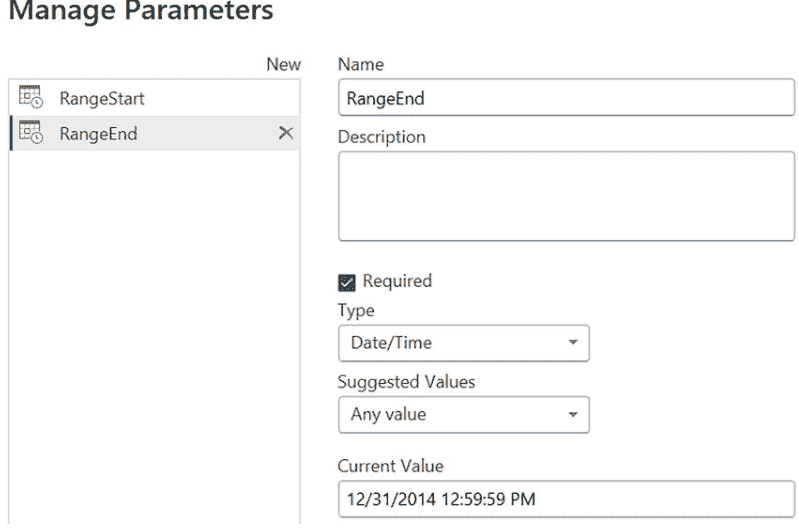 Manage Parameters
New
RangeStart
RangeEnd
Name
RangeEnd
Description
Required
Type
Date/Time
Suggested Values
Any value
Current Value
12/31/2014 12:59:59 PM